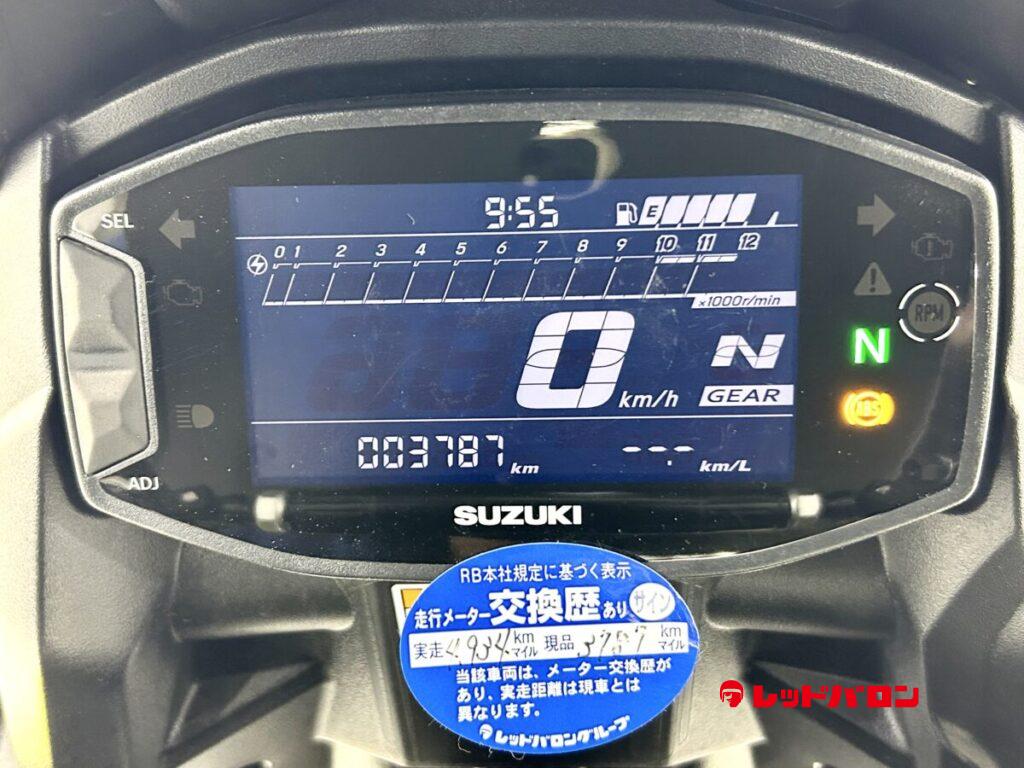 SEL
9:55
E
0 1 2 3 4 5 6 7 8 9 10 11 12
×1000r/min
RPM
0 km/h
N
GEAR
N
ABS
003787 km
---.- km/L
ADJ
SUZUKI
RB本社規定に基づく表示
走行メーター 交換歴あり サイン
実走 4,934 km マイル 現品 3787 km マイル
当該車両は、メーター交換歴が
あり、実走距離は現車とは
異なります。
レッドバロングループ
レッドバロン